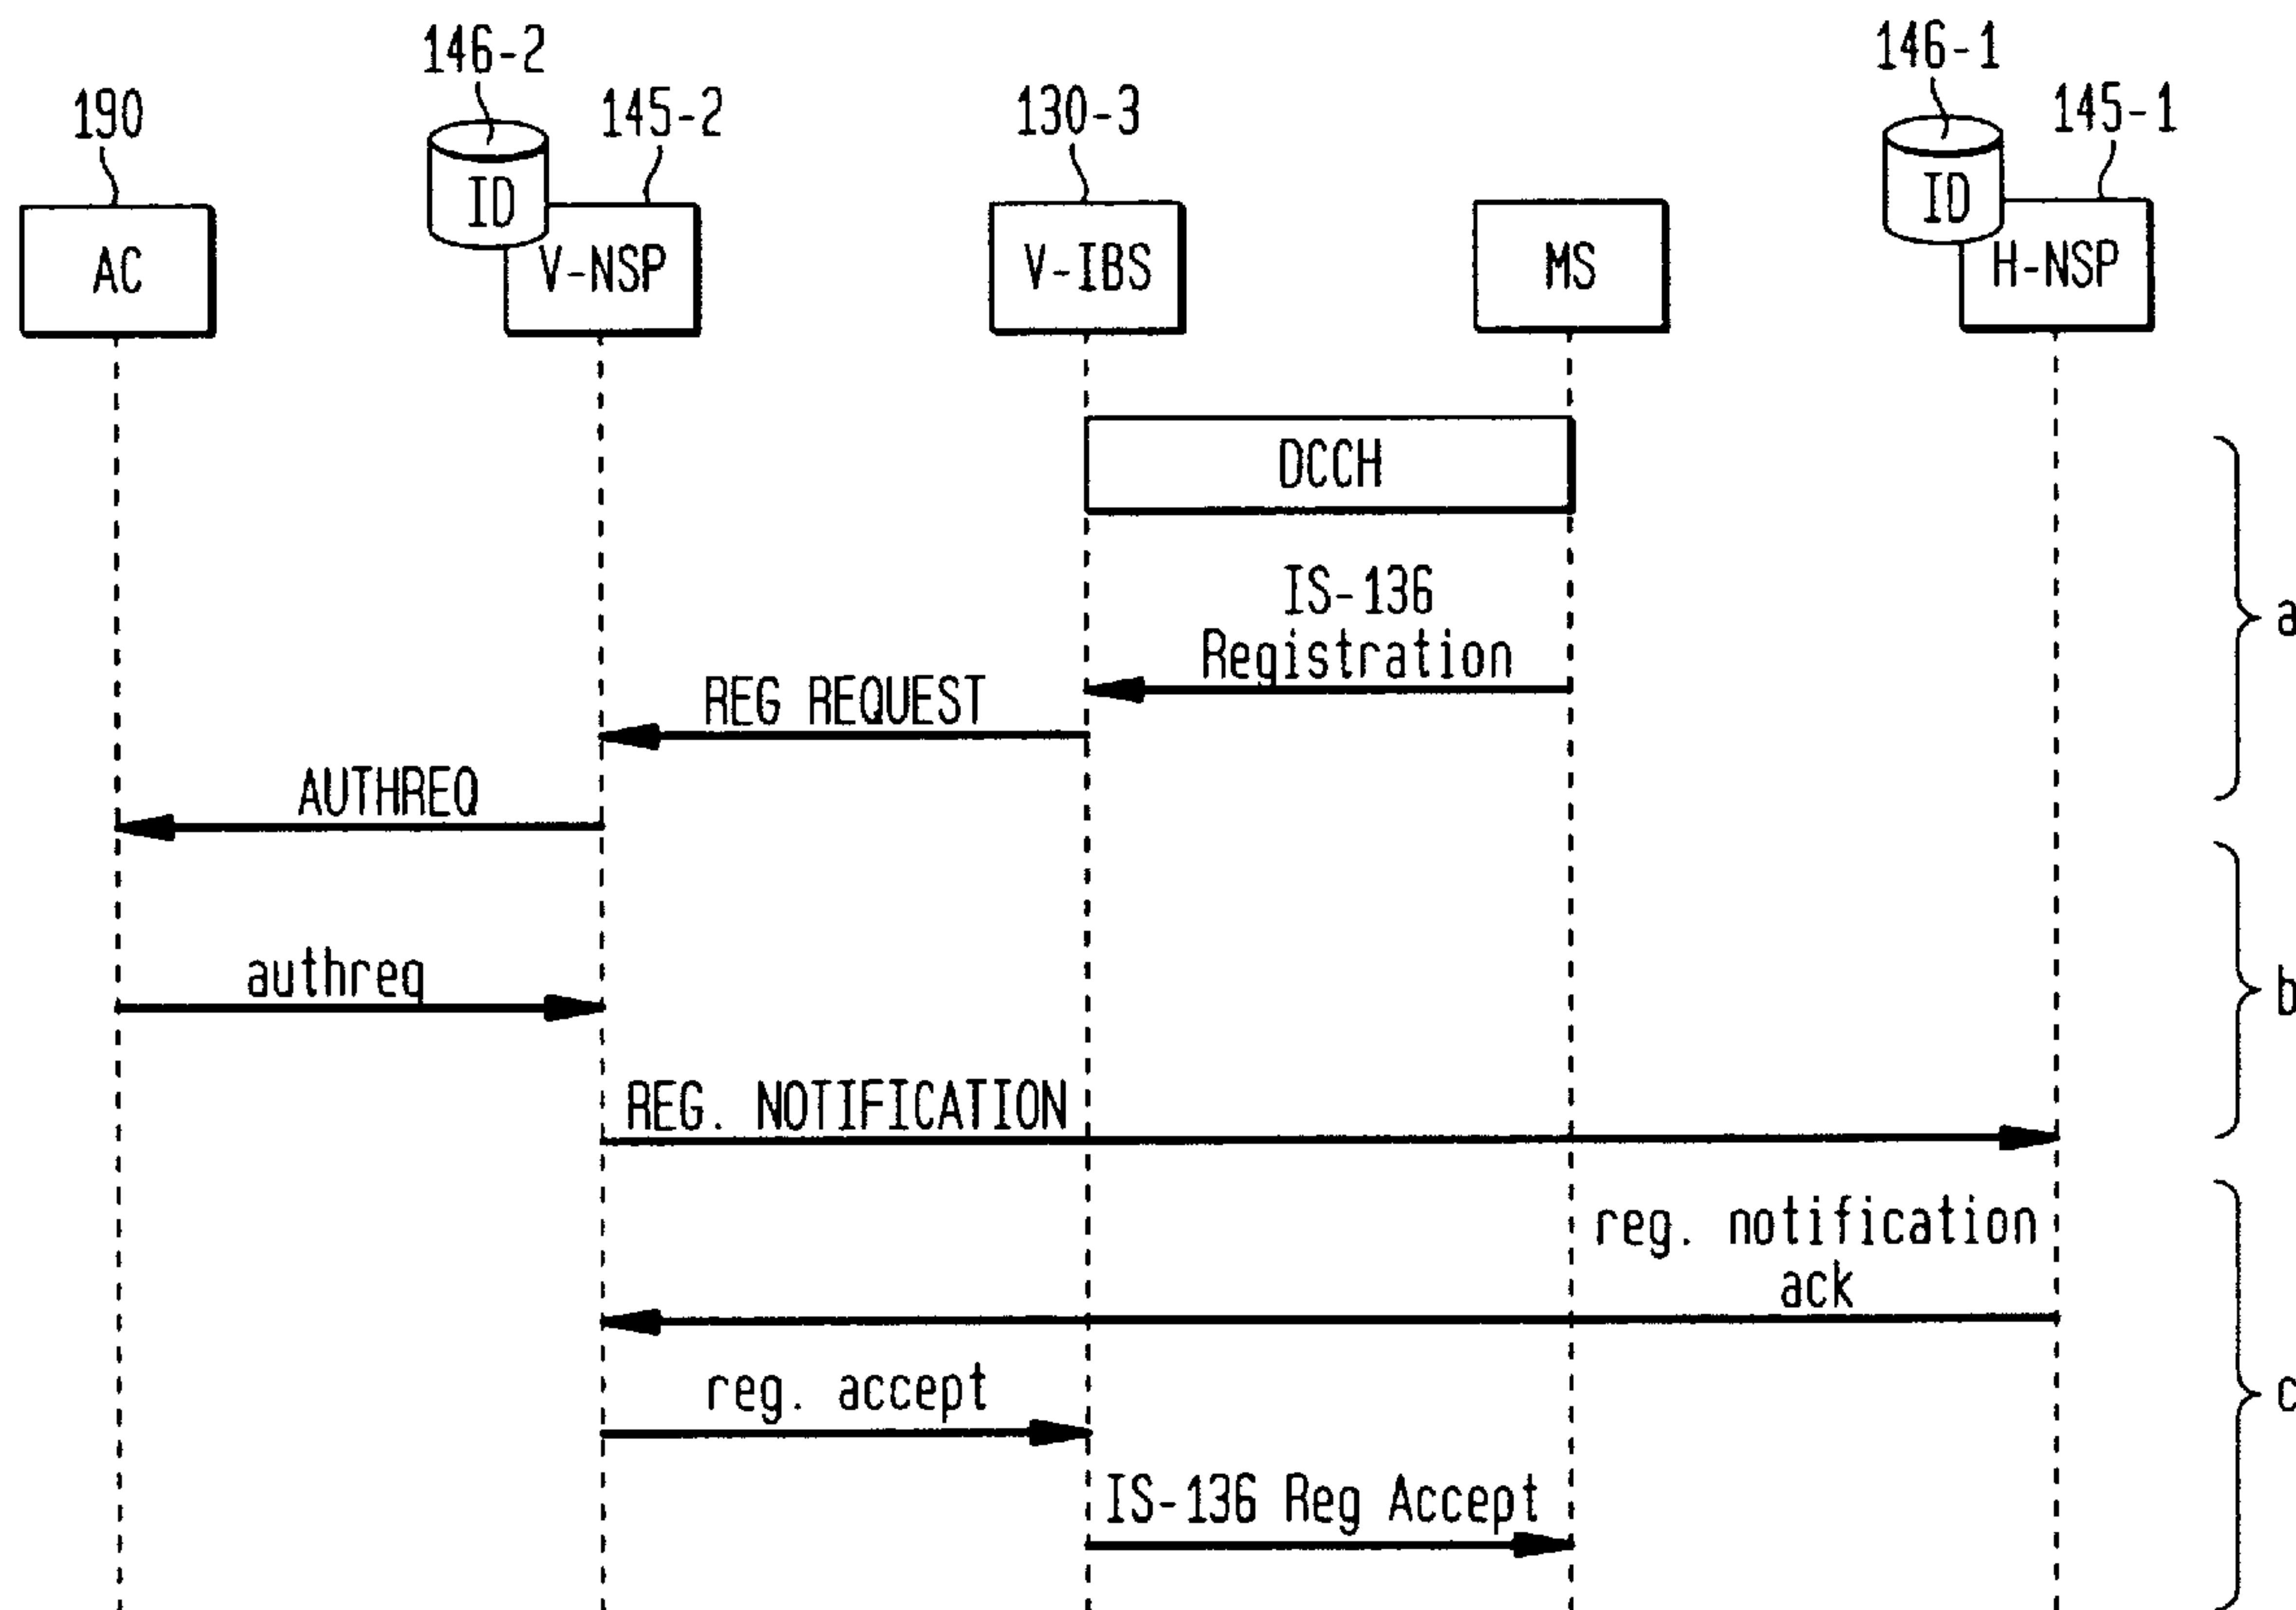 146-2
146-1
190
145-2
130-3
145-1
ID
ID
AC
V-NSP
V-IBS
MS
H-NSP
DCCH
IS-136
Registration
a
REG REQUEST
AUTHREQ
authreq
b
REG. NOTIFICATION
reg. notification
ack
reg. accept
c
IS-136 Reg Accept